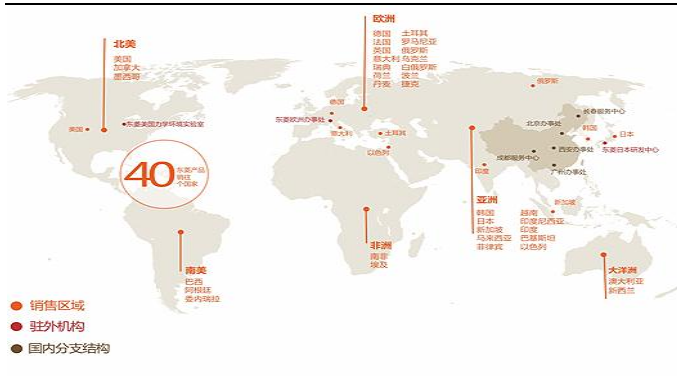 欧洲
德国 土耳其
法国 罗马尼亚
英国 俄罗斯
意大利 乌克兰
瑞典 白俄罗斯
荷兰 波兰
丹麦 捷克
北美
美国
加拿大
墨西哥
俄罗斯
德国
长春服务中心
美国
东菱美国力学环境实验室
东菱欧洲办事处
北京办事处
韩国
意大利
土耳其
日本
以色列
西安办事处
东菱日本研发中心
成都服务中心
40
东菱产品
销往
个国家
印度
广州办事处
亚洲
韩国 越南
日本 印度尼西亚
新加坡 印度
马来西亚 巴基斯坦
菲律宾 以色列
新加坡
非洲
南非
埃及
南美
巴西
阿根廷
委内瑞拉
大洋洲
澳大利亚
新西兰
销售区域
驻外机构
国内分支结构